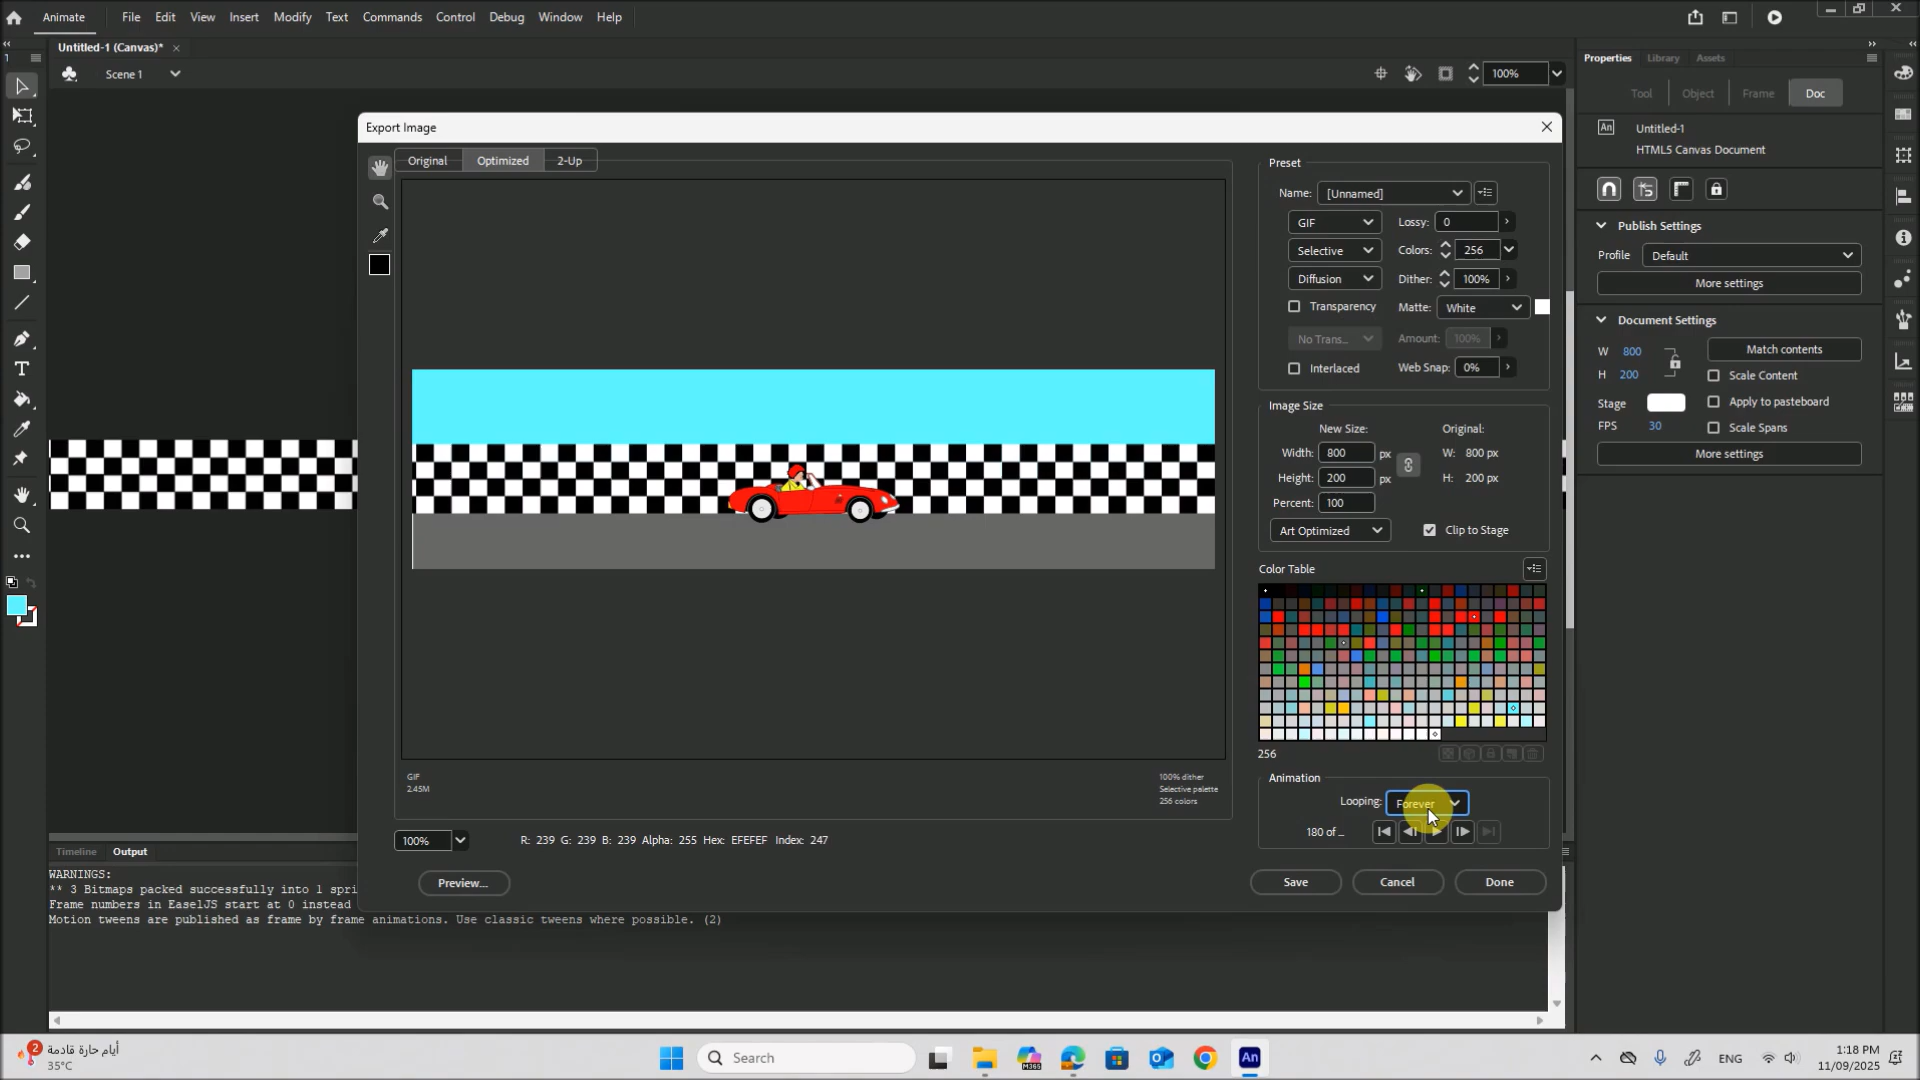 Animate File Edit View Insert Modify Text Commands Control Debug Window Help
Untitled-1 (Canvas)* ×
Scene 1
100%
Export Image
Original Optimized 2-Up
GIF
2.45M
100% dither
Selective palette
256 colors
100%
R: 239 G: 239 B: 239 Alpha: 255 Hex: EFEFEF Index: 247
Preview...
Preset
Name: [Unnamed]
GIF Lossy: 0
Selective Colors: 256
Diffusion Dither: 100%
Transparency Matte: White
No Trans... Amount: 100%
Interlaced Web Snap: 0%
Image Size
New Size: Original:
Width: 800 px W: 800 px
Height: 200 px H: 200 px
Percent: 100
Art Optimized Clip to Stage
Color Table
256
Animation
Looping: Forever
180 of ...
Save Cancel Done
Properties Library Assets
Tool Object Frame Doc
An Untitled-1
HTML5 Canvas Document
Publish Settings
Profile Default
More settings
Document Settings
W 800 Match contents
H 200 Scale Content
Stage Apply to pasteboard
FPS 30 Scale Spans
More settings
Timeline Output
WARNINGS:
** 3 Bitmaps packed successfully into 1 spri
Frame numbers in EaselJS start at 0 instead
Motion tweens are published as frame by frame animations. Use classic tweens where possible. (2)
2
أيام حارة قادمة
35°C
Search
M365
An
ENG
1:18 PM
11/09/2025